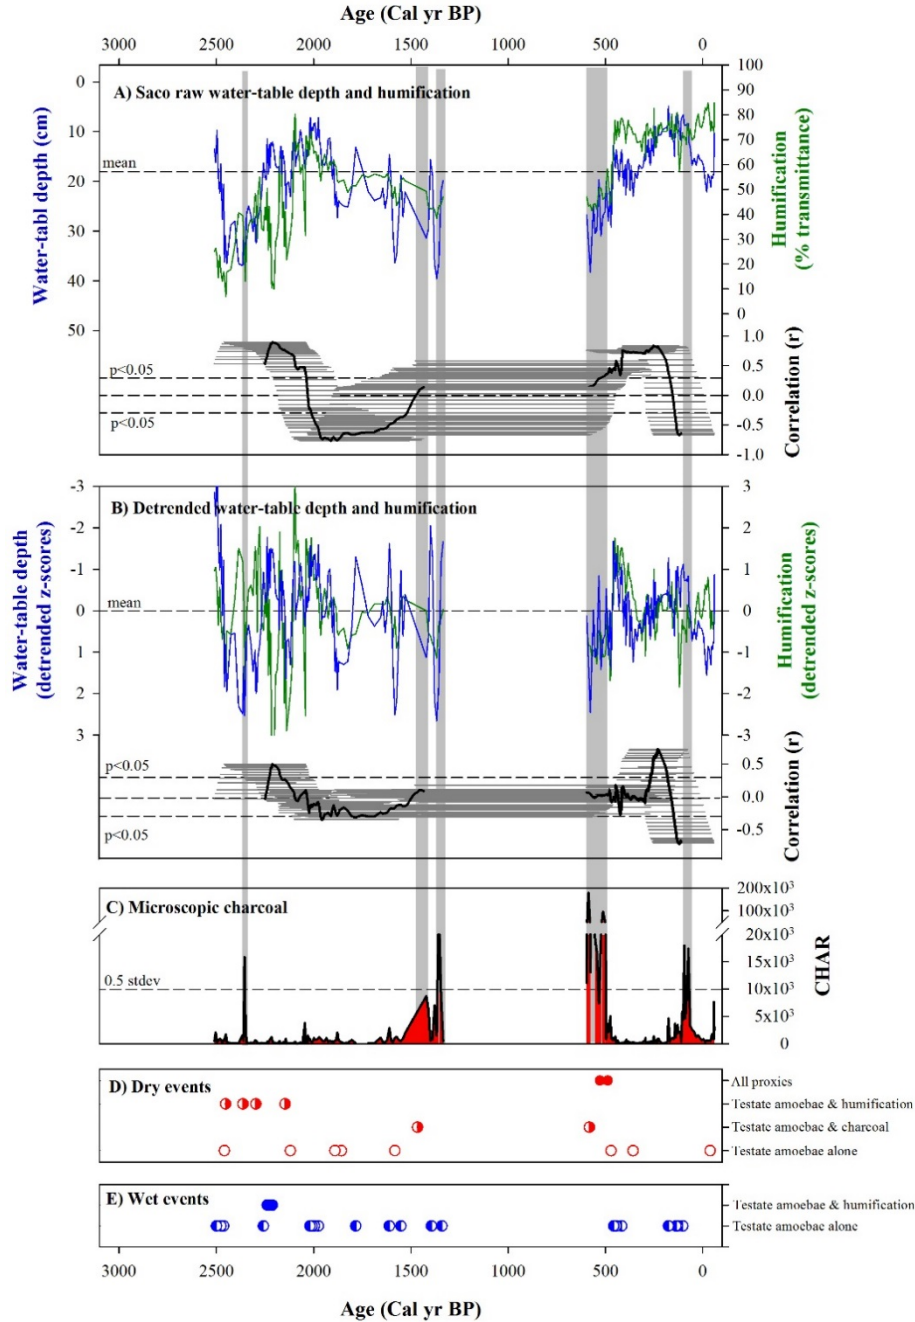 Age (Cal yr BP)
3000 2500 2000 1500 1000 500 0
A) Saco raw water-table depth and humification
Water-tabl depth (cm)
0
10
20
30
40
50
mean
100
90
80
70
60
50
40
30
20
10
0
Humification
(% transmittance)
p<0.05
p<0.05
1.0
0.5
0.0
-0.5
-1.0
Correlation (r)
B) Detrended water-table depth and humification
Water-table depth
(detrended z-scores)
-3
-2
-1
0
1
2
3
mean
3
2
1
0
-1
-2
-3
Humification
(detrended z-scores)
p<0.05
p<0.05
0.5
0.0
-0.5
Correlation (r)
C) Microscopic charcoal
0.5 stdev
200x10³
100x10³
20x10³
15x10³
10x10³
5x10³
0
CHAR
D) Dry events
All proxies
Testate amoebae & humification
Testate amoebae & charcoal
Testate amoebae alone
E) Wet events
Testate amoebae & humification
Testate amoebae alone
3000 2500 2000 1500 1000 500 0
Age (Cal yr BP)